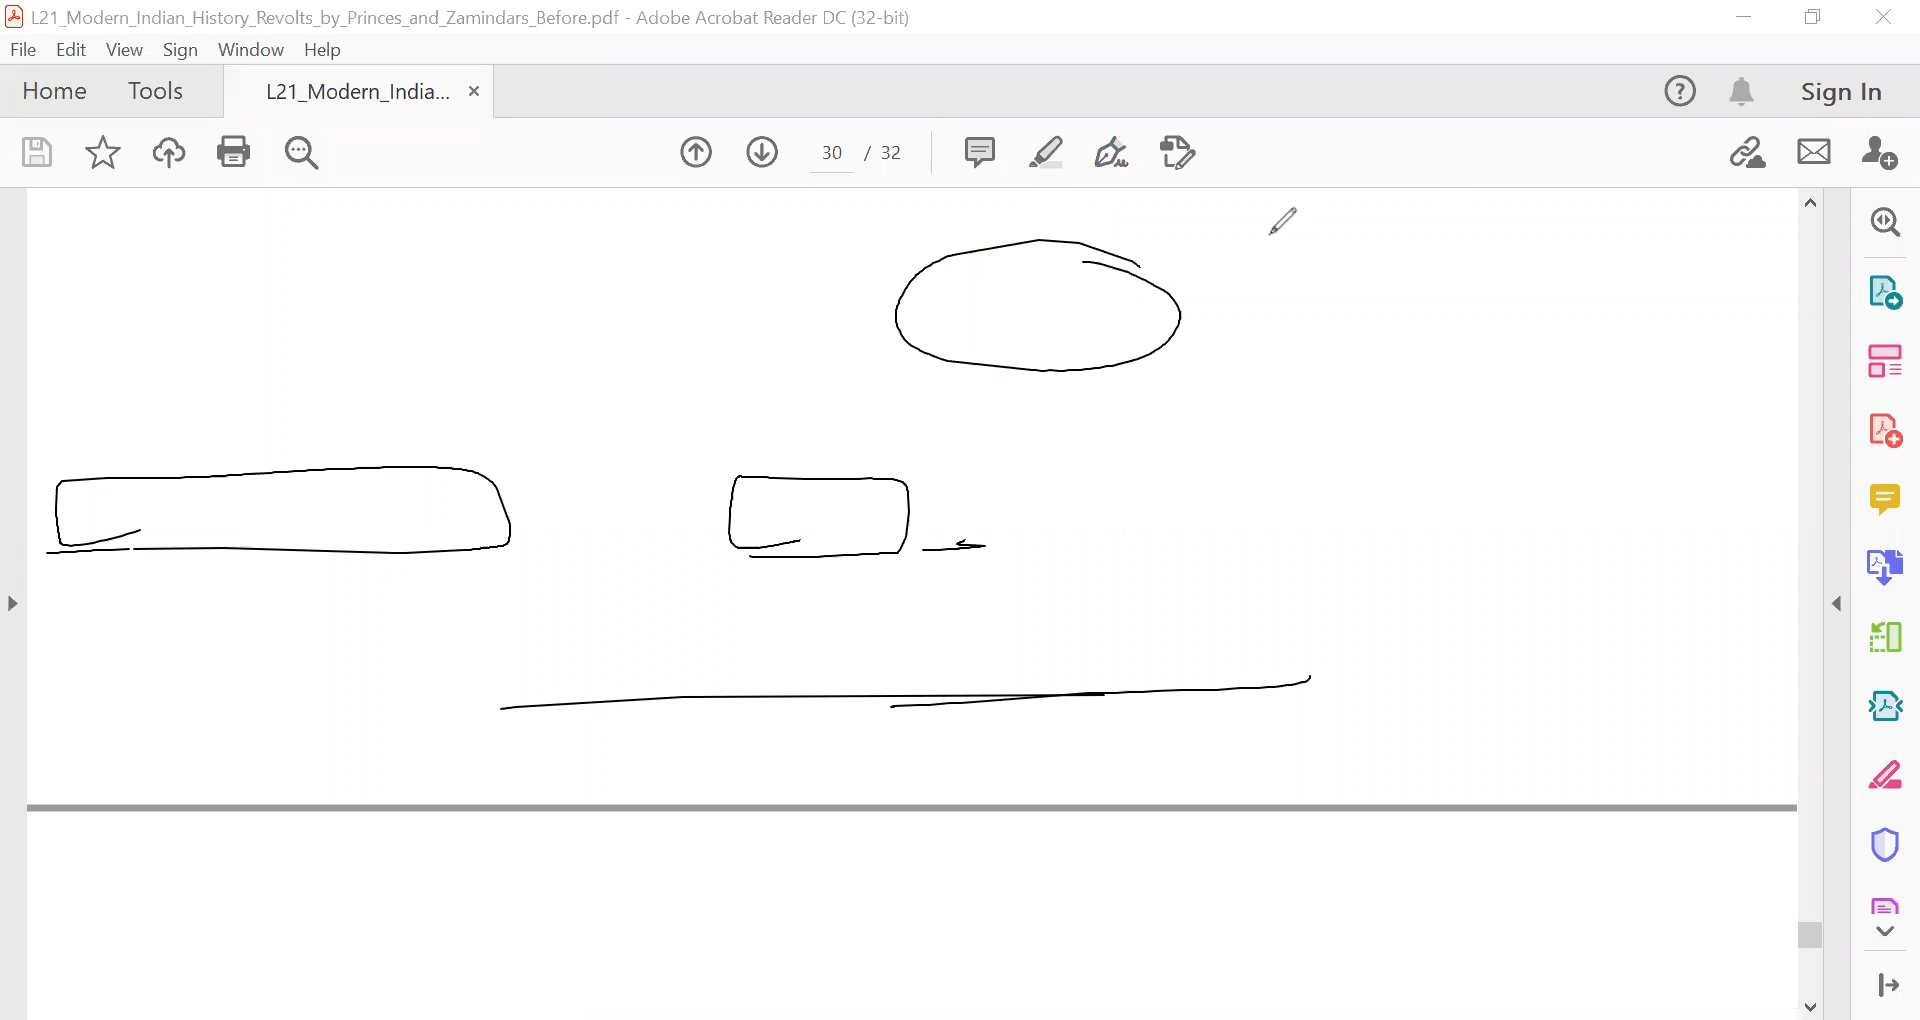 L21_Modern_Indian_History_Revolts_by_Princes_and_Zamindars_Before.pdf - Adobe Acrobat Reader DC (32-bit)
File Edit View Sign Window Help
Home Tools L21_Modern_India... × Sign In
30 / 32